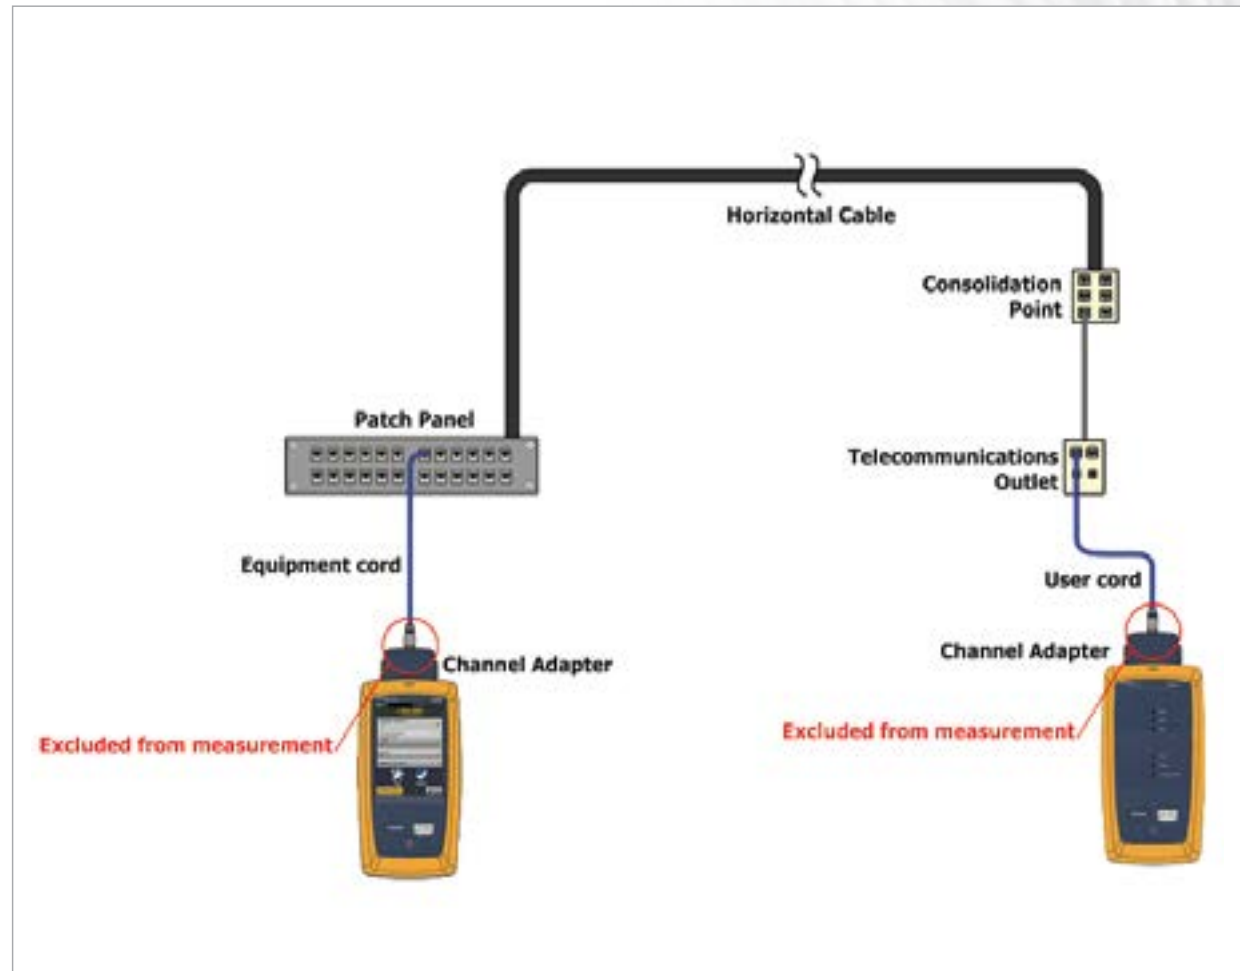 Horizontal Cable
Consolidation
Point
Patch Panel
Telecommunications
Outlet
Equipment cord
User cord
Channel Adapter
Channel Adapter
Excluded from measurement
Excluded from measurement